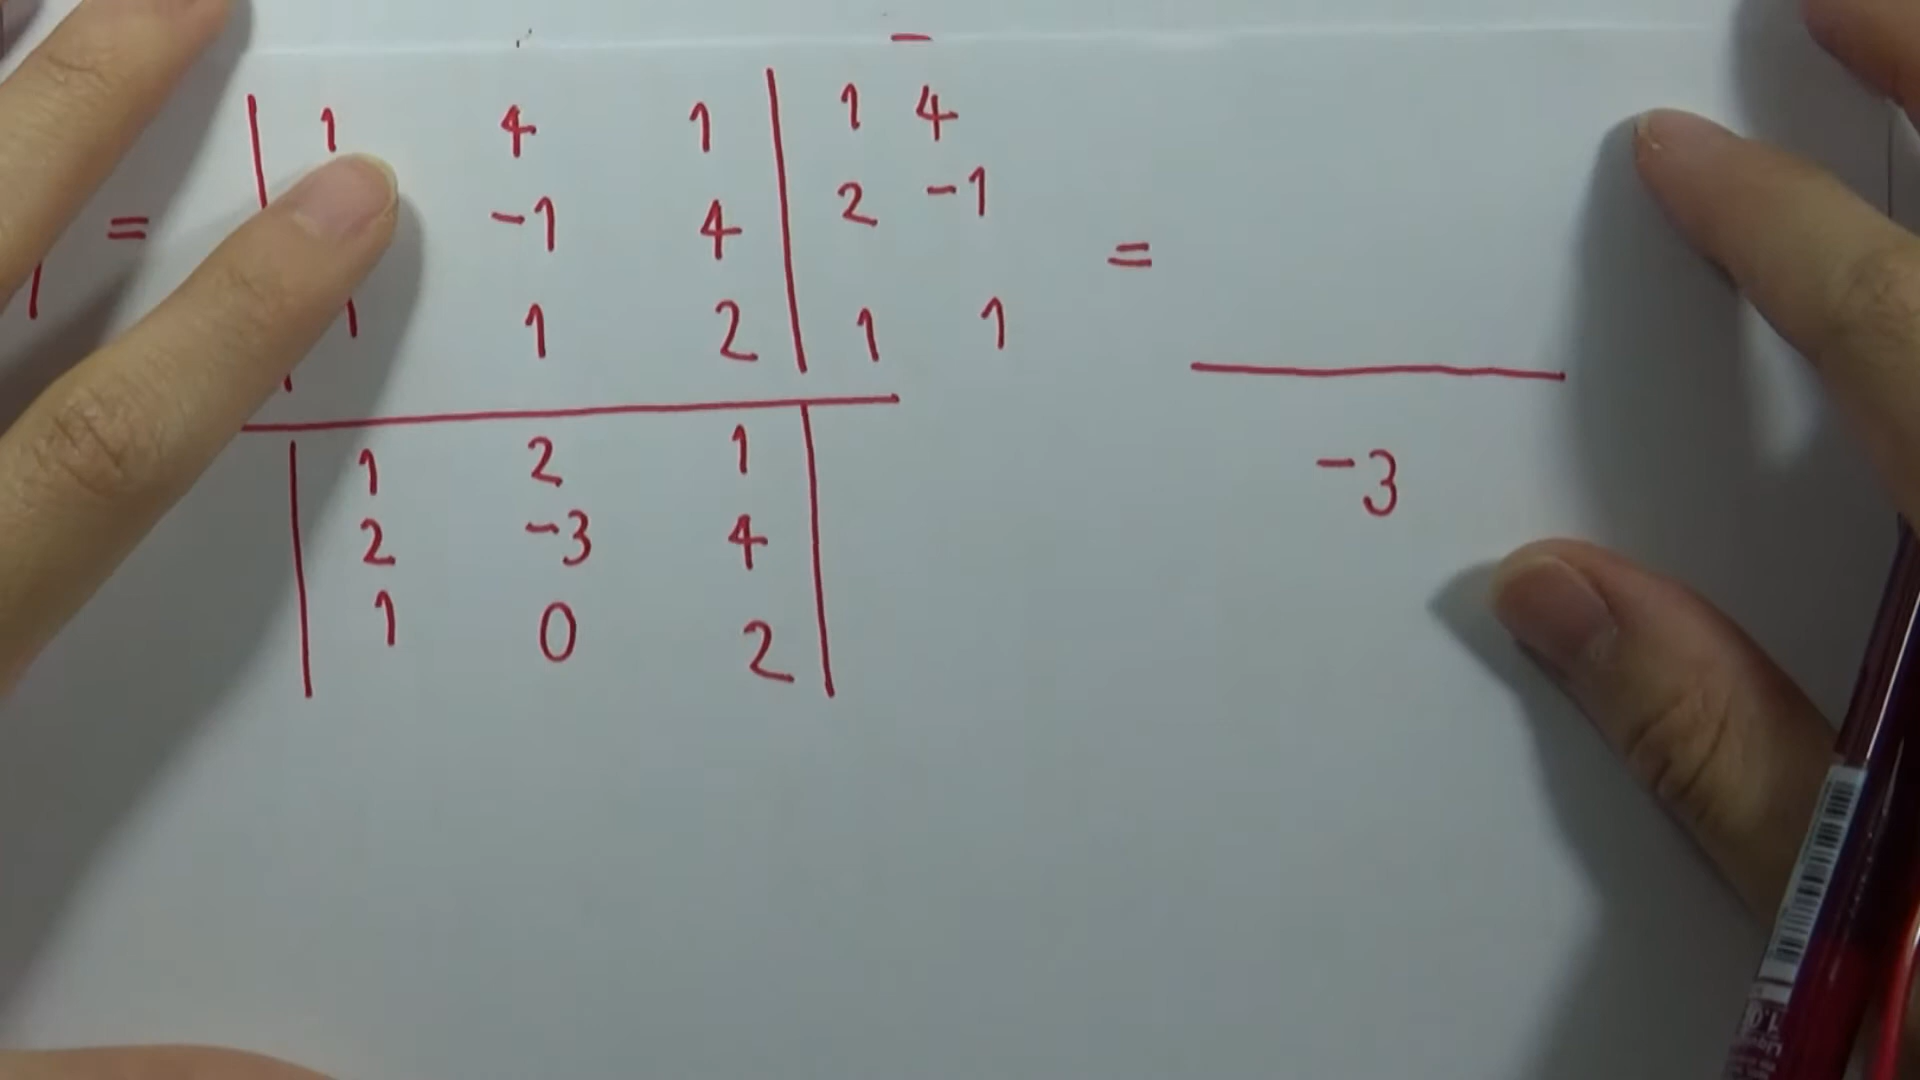 1 4 1 1 4
= -1 4 2 -1 =
1 1 2 1 1
1 2 1 -3
2 -3 4
1 0 2